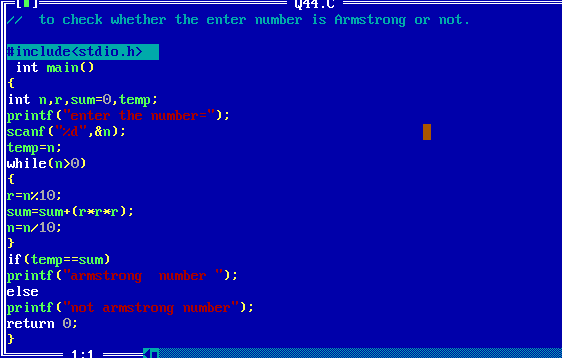 [■] Q44.C
// to check whether the enter number is Armstrong or not.
#include<stdio.h>
int main()
{
int n,r,sum=0,temp;
printf("enter the number=");
scanf("%d",&n);
temp=n;
while(n>0)
{
r=n%10;
sum=sum+(r*r*r);
n=n/10;
}
if(temp==sum)
printf("armstrong  number ");
else
printf("not armstrong number");
return 0;
}
1:1